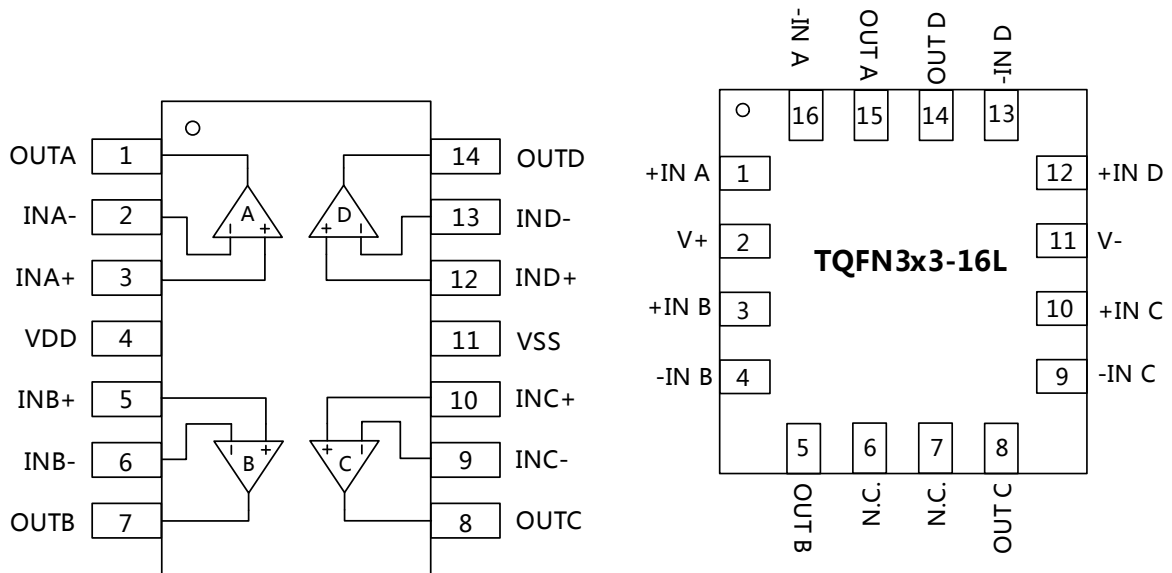 OUTA 1
INA- 2
INA+ 3
VDD 4
INB+ 5
INB- 6
OUTB 7
14 OUTD
13 IND-
12 IND+
11 VSS
10 INC+
9 INC-
8 OUTC
A
- +
D
+ -
B
- +
C
+ -
-IN A
OUT A
OUT D
-IN D
16 15 14 13
+IN A 1
V+ 2
+IN B 3
-IN B 4
TQFN3x3-16L
12 +IN D
11 V-
10 +IN C
9 -IN C
5 6 7 8
OUT B
N.C.
N.C.
OUT C